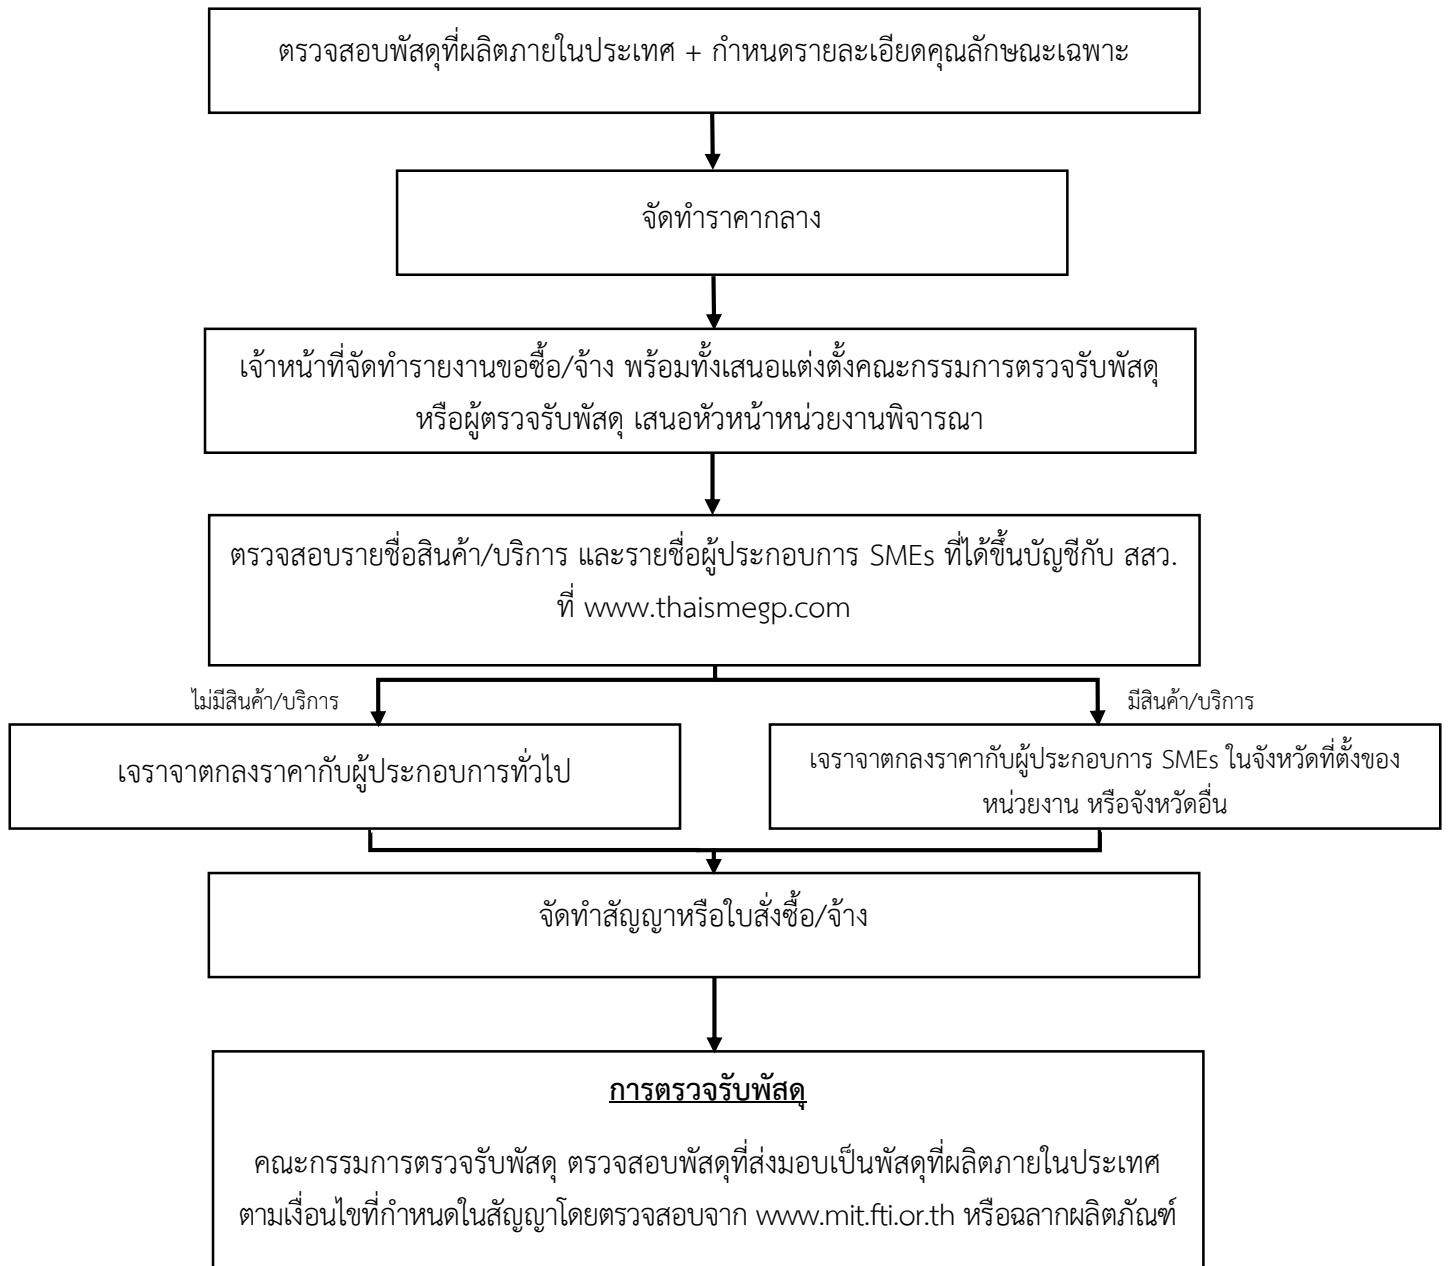 ตรวจสอบพัสดุที่ผลิตภายในประเทศ + กำหนดรายละเอียดคุณลักษณะเฉพาะ
จัดทำราคากลาง
เจ้าหน้าที่จัดทำรายงานขอซื้อ/จ้าง พร้อมทั้งเสนอแต่งตั้งคณะกรรมการตรวจรับพัสดุ
หรือผู้ตรวจรับพัสดุ เสนอหัวหน้าหน่วยงานพิจารณา
ตรวจสอบรายชื่อสินค้า/บริการ และรายชื่อผู้ประกอบการ SMEs ที่ได้ขึ้นบัญชีกับ สสว.
ที่ www.thaismegp.com
ไม่มีสินค้า/บริการ
มีสินค้า/บริการ
เจราจาตกลงราคากับผู้ประกอบการทั่วไป
เจราจาตกลงราคากับผู้ประกอบการ SMEs ในจังหวัดที่ตั้งของ
หน่วยงาน หรือจังหวัดอื่น
จัดทำสัญญาหรือใบสั่งซื้อ/จ้าง
การตรวจรับพัสดุ
คณะกรรมการตรวจรับพัสดุ ตรวจสอบพัสดุที่ส่งมอบเป็นพัสดุที่ผลิตภายในประเทศ
ตามเงื่อนไขที่กำหนดในสัญญาโดยตรวจสอบจาก www.mit.fti.or.th หรือฉลากผลิตภัณฑ์